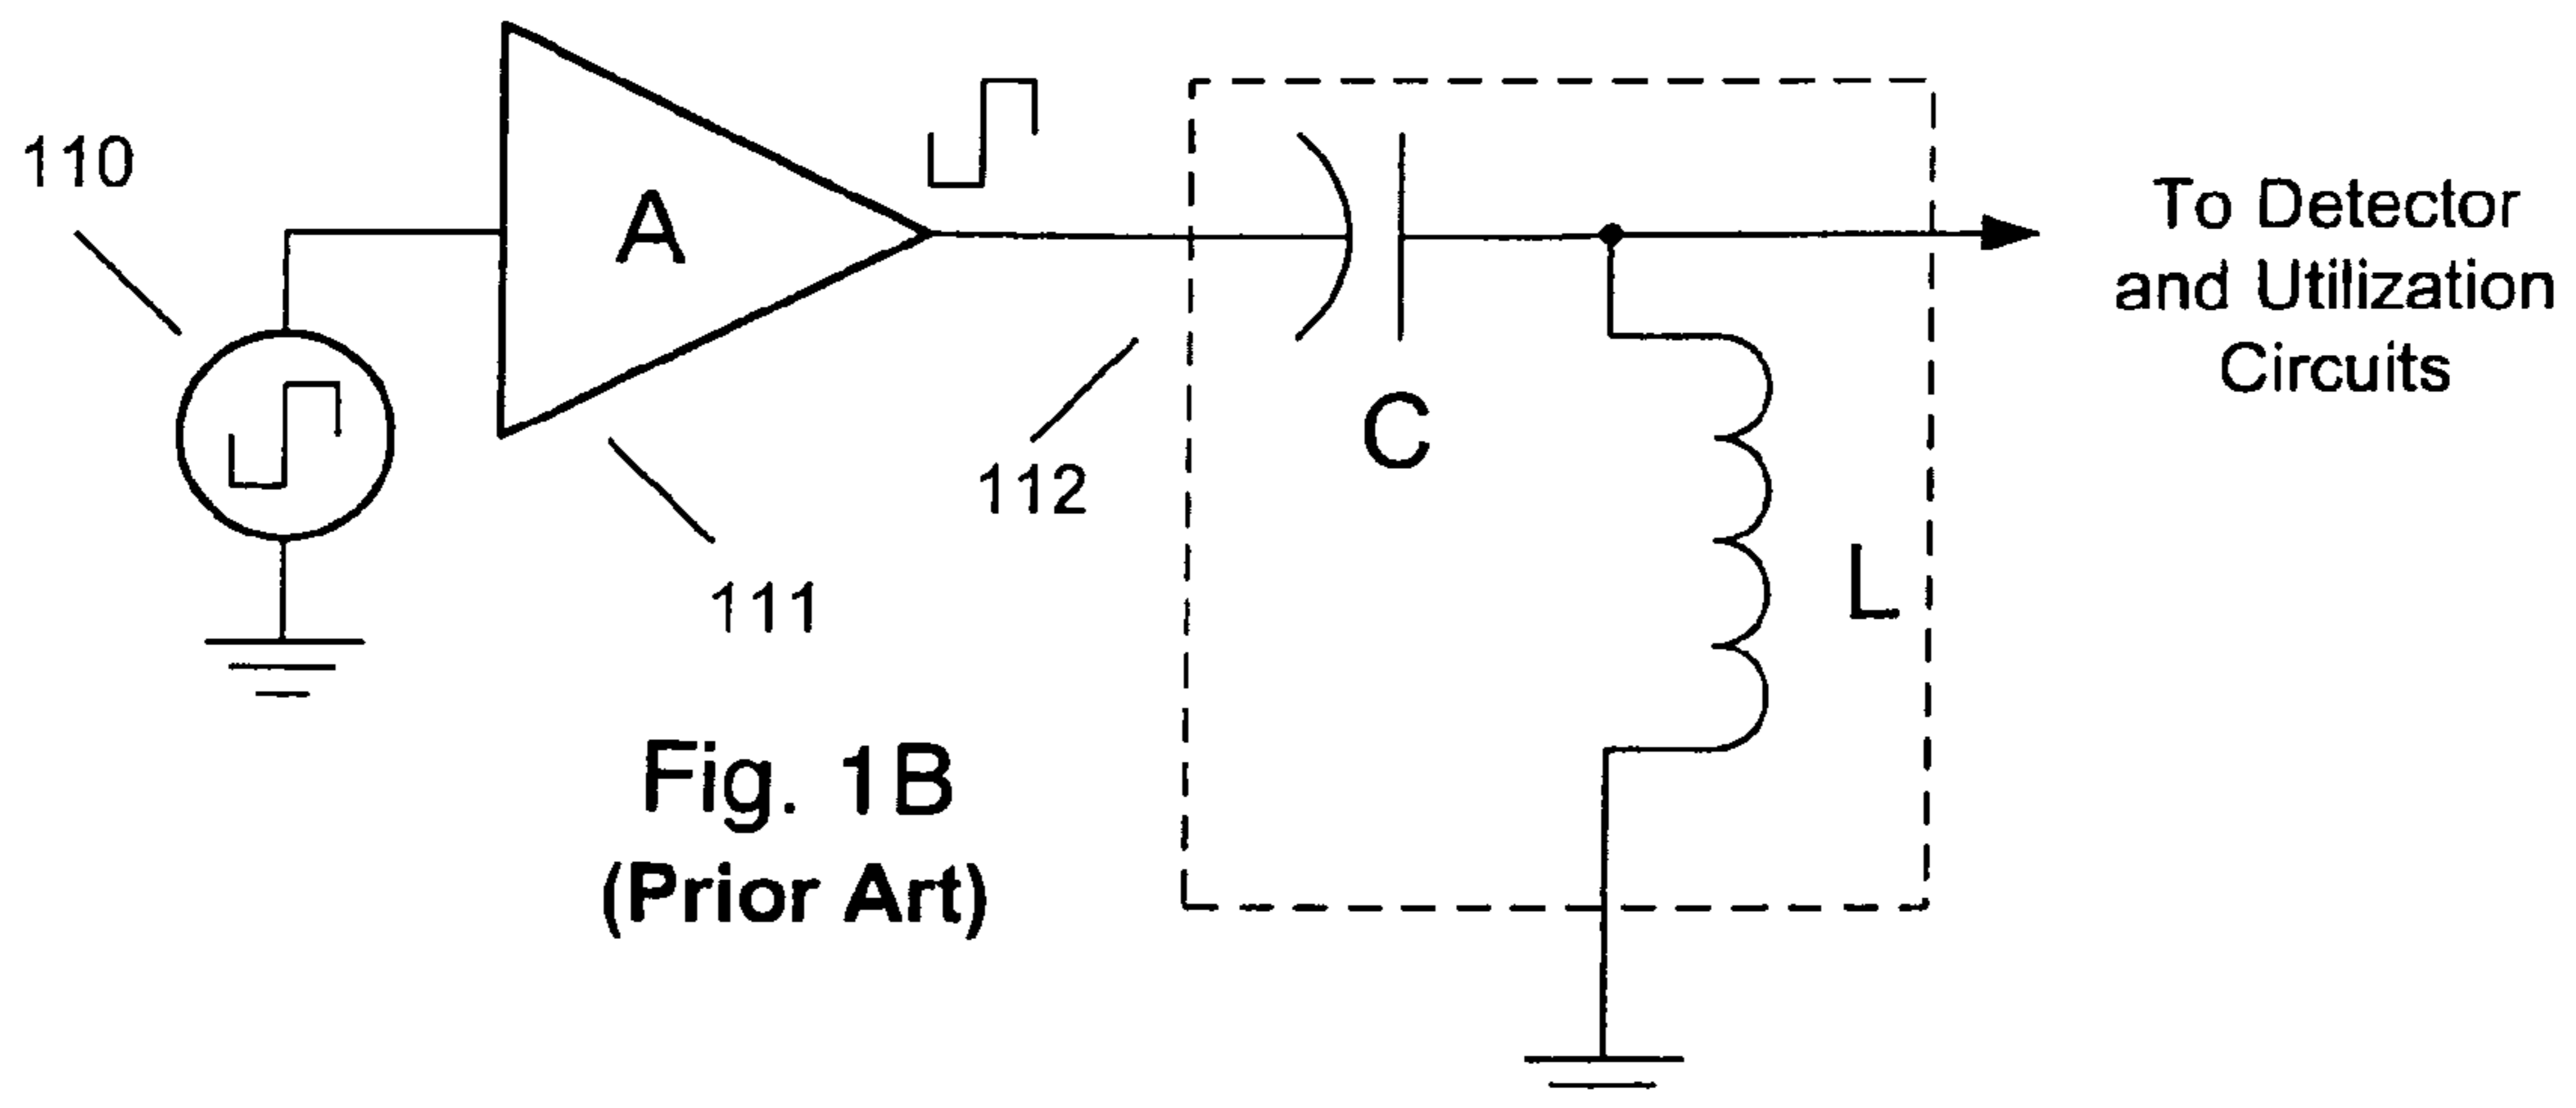 110
A
111
112
C
L
To Detector
and Utilization
Circuits
Fig. 1B
(Prior Art)